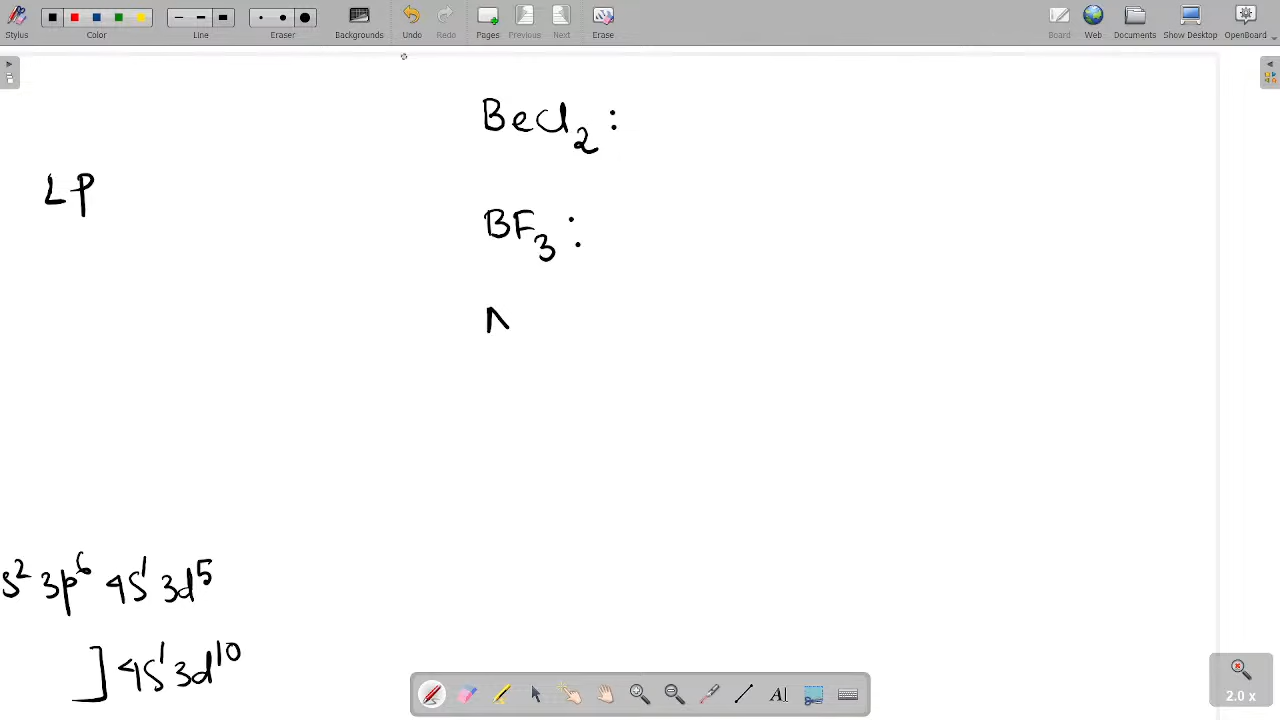 Stylus Color Line Eraser Backgrounds Undo Redo Pages Previous Next Erase Board Web Documents Show Desktop OpenBoard
BeCl₂ :
LP
BF₃ :
s² 3p⁶ 4s¹ 3d⁵
] 4s¹ 3d¹⁰
2.0 x